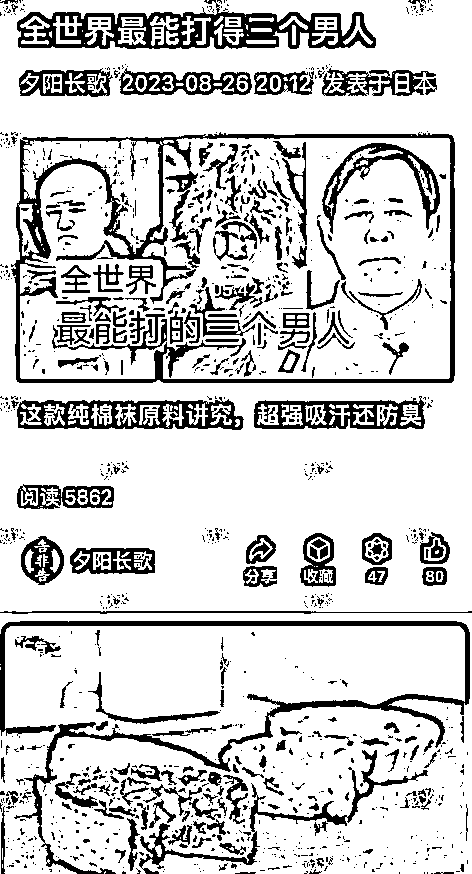 全世界最能打得三个男人
夕阳长歌 2023-08-26 20:12 发表于日本
全世界
05:42
最能打的三个男人
这款纯棉袜原料讲究，超强吸汗还防臭
阅读 5862
夕阳长歌
分享
收藏
47
80